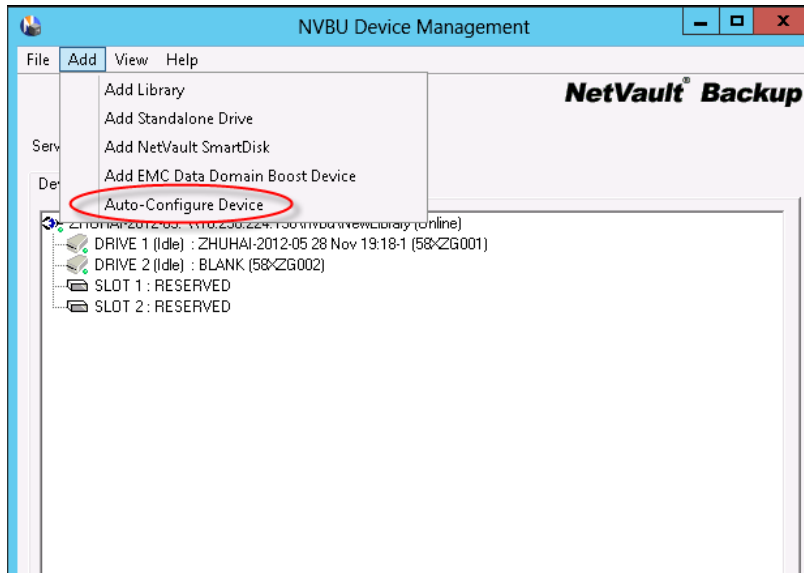 NVBU Device Management
File Add View Help
NetVault® Backup
Add Library
Add Standalone Drive
Add NetVault SmartDisk
Serv
Add EMC Data Domain Boost Device
Auto-Configure Device
(Online)
DRIVE 1 (Idle) : ZHUHAI-2012-05 28 Nov 19:18-1 (58XZG001)
DRIVE 2 (Idle) : BLANK (58XZG002)
SLOT 1 : RESERVED
SLOT 2 : RESERVED